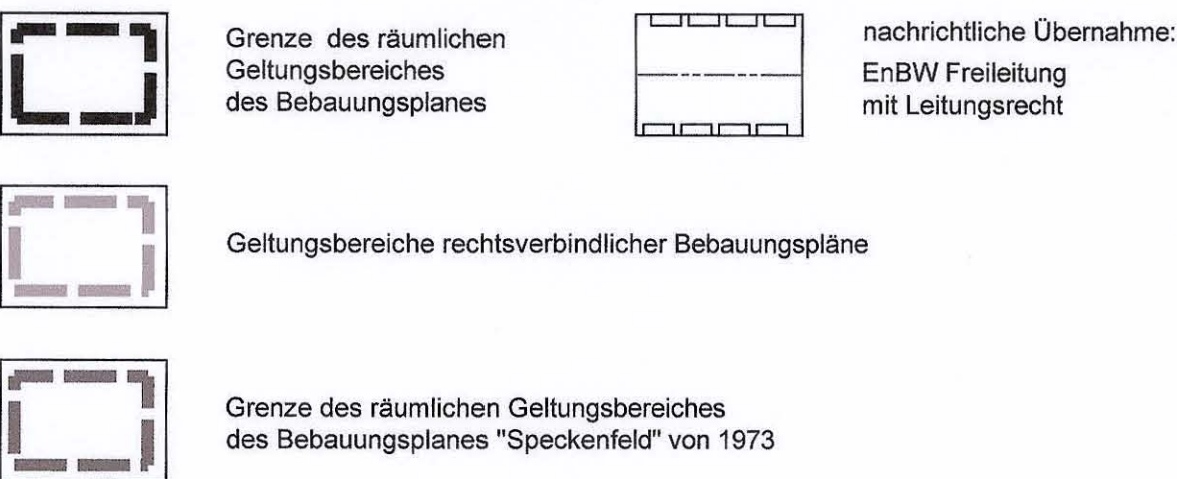 Grenze des räumlichen
Geltungsbereiches
des Bebauungsplanes
nachrichtliche Übernahme:
EnBW Freileitung
mit Leitungsrecht
Geltungsbereiche rechtsverbindlicher Bebauungspläne
Grenze des räumlichen Geltungsbereiches
des Bebauungsplanes "Speckenfeld" von 1973